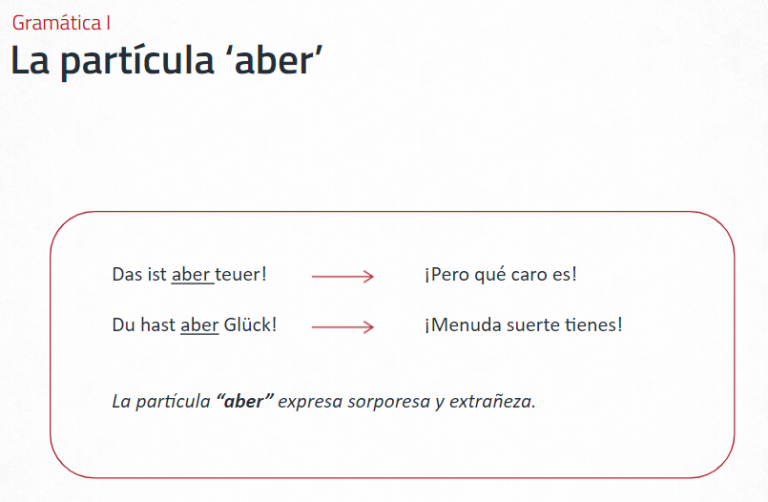 Gramática I
La partícula ‘aber’
Das ist aber teuer! → ¡Pero qué caro es!
Du hast aber Glück! → ¡Menuda suerte tienes!
La partícula “aber” expresa sorporesa y extrañeza.